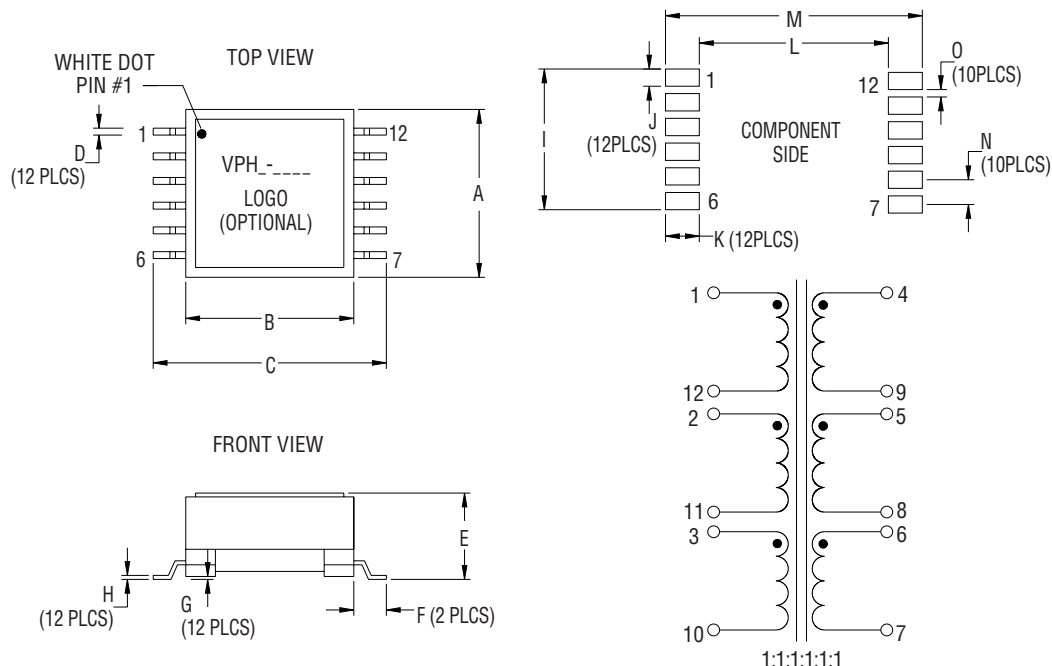 TOP VIEW
WHITE DOT
PIN #1
1
12
D
(12 PLCS)
VPH_-____
LOGO
(OPTIONAL)
A
6
7
B
C
M
L
O
(10PLCS)
1
12
I
J
(12PLCS)
COMPONENT
SIDE
N
(10PLCS)
6
7
K (12PLCS)
FRONT VIEW
E
H
(12 PLCS)
G
(12 PLCS)
F (2 PLCS)
1
4
12
9
2
5
11
8
3
6
10
7
1:1:1:1:1:1